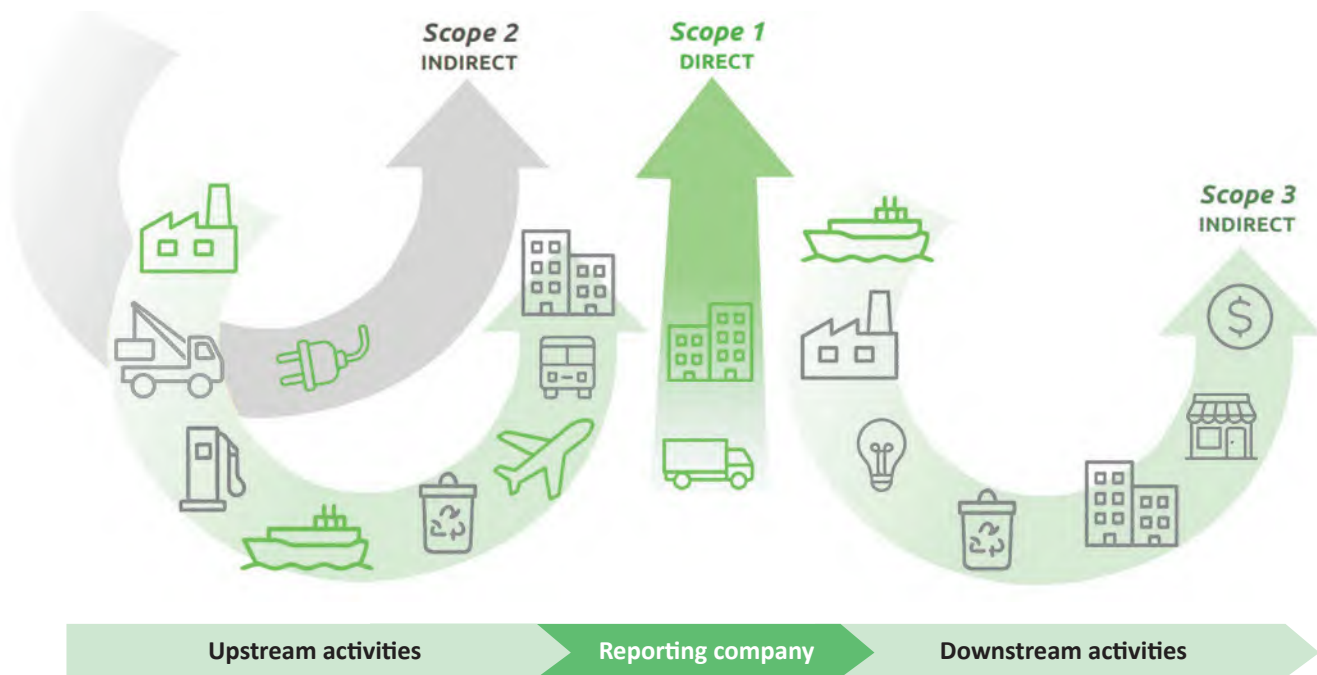 Scope 2
INDIRECT
Scope 1
DIRECT
Scope 3
INDIRECT
$
Upstream activities
Reporting company
Downstream activities